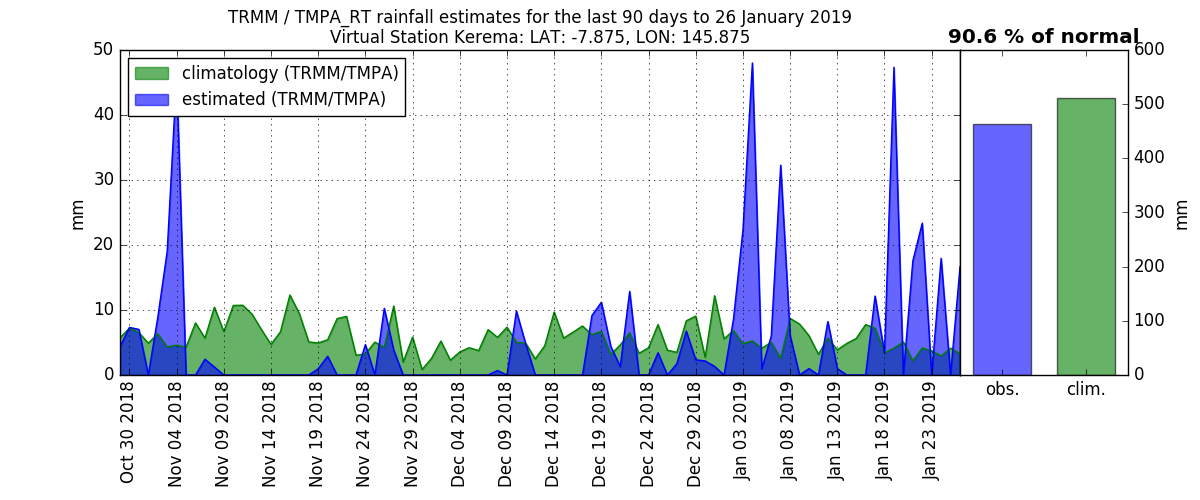 TRMM / TMPA_RT rainfall estimates for the last 90 days to 26 January 2019
Virtual Station Kerema: LAT: -7.875, LON: 145.875
90.6 % of normal
climatology (TRMM/TMPA)
estimated (TRMM/TMPA)
50
40
30
20
10
0
mm
Oct 30 2018
Nov 04 2018
Nov 09 2018
Nov 14 2018
Nov 19 2018
Nov 24 2018
Nov 29 2018
Dec 04 2018
Dec 09 2018
Dec 14 2018
Dec 19 2018
Dec 24 2018
Dec 29 2018
Jan 03 2019
Jan 08 2019
Jan 13 2019
Jan 18 2019
Jan 23 2019
obs.
clim.
600
500
400
300
200
100
0
mm